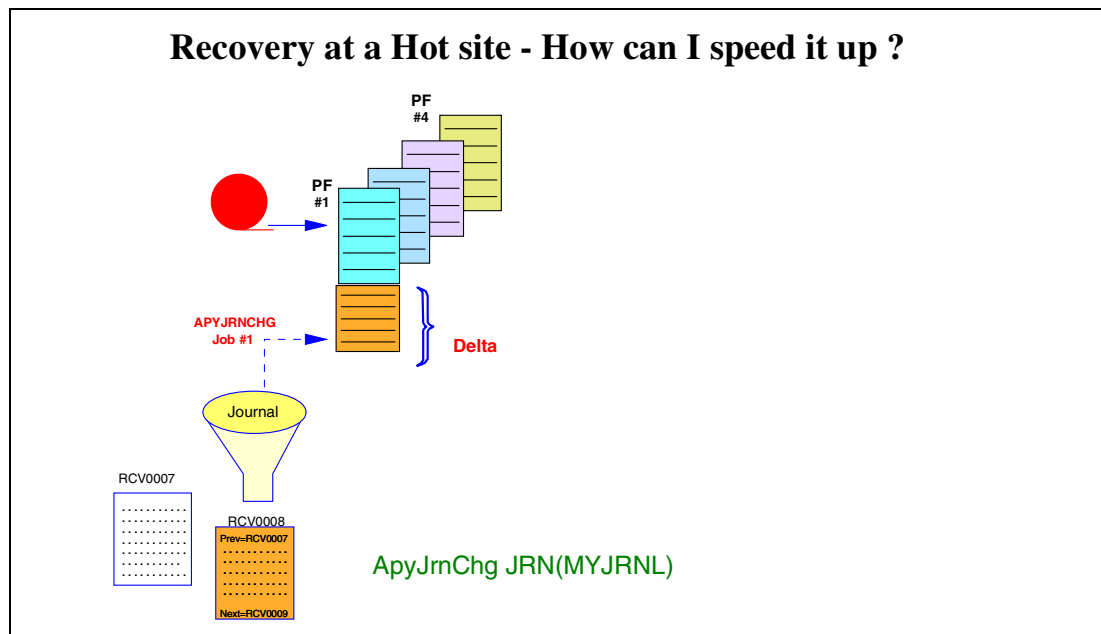 Recovery at a Hot site - How can I speed it up ?
PF
#4
PF
#1
APYJRNCHG
Job #1
Delta
Journal
RCV0007
RCV0008
Prev=RCV0007
Next=RCV0009
ApyJrnChg JRN(MYJRNL)